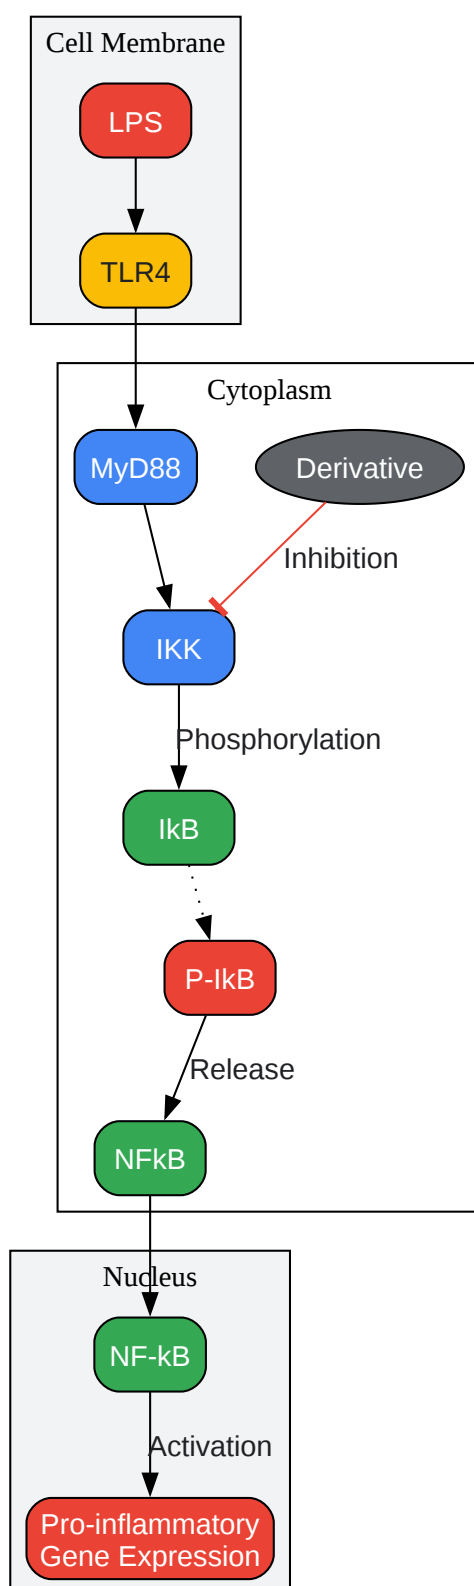 Cell Membrane
LPS
TLR4
Cytoplasm
MyD88
Derivative
Inhibition
IKK
Phosphorylation
IkB
P-IkB
Release
NFkB
Nucleus
NF-kB
Activation
Pro-inflammatory
Gene Expression